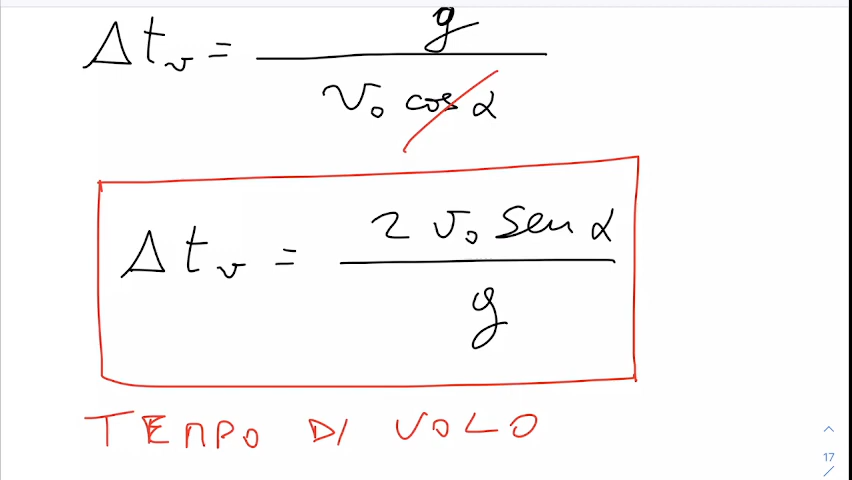 Δt_v = g / v₀ cos α
Δt_v = 2 v₀ sen α / g
TEMPO DI VOLO
17